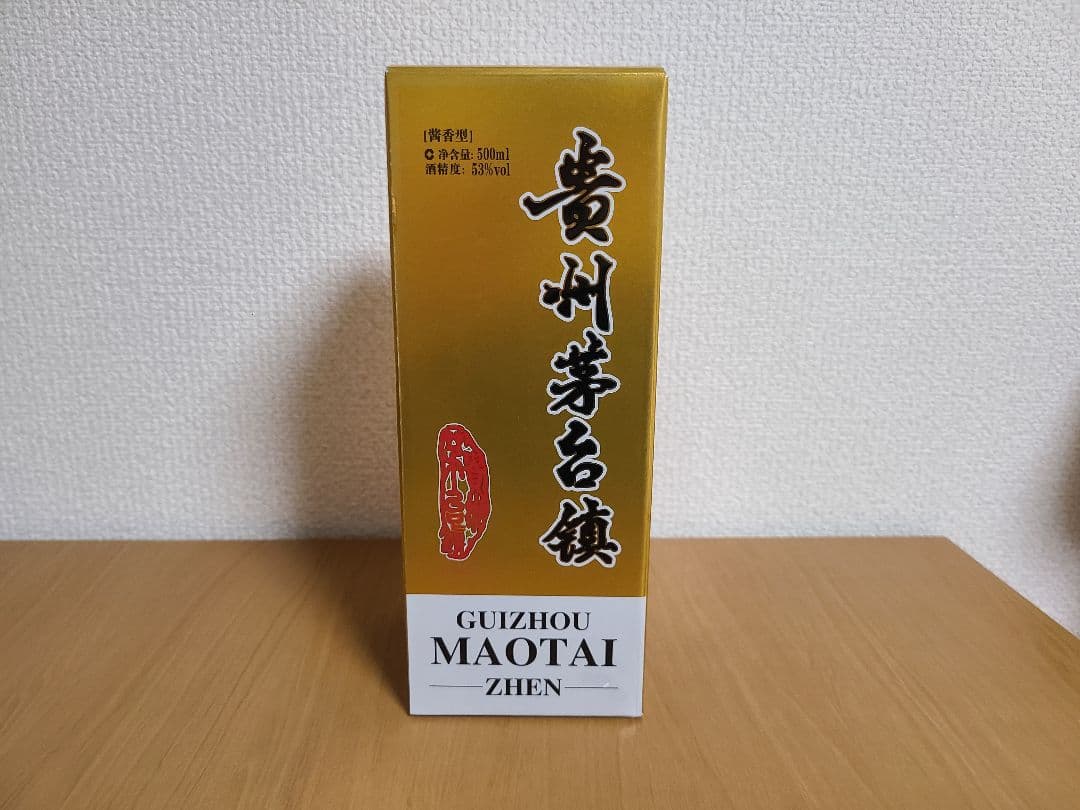 [酱香型]
净含量: 500ml
酒精度: 53%vol
贵州茅台镇
GUIZHOU
MAOTAI
ZHEN